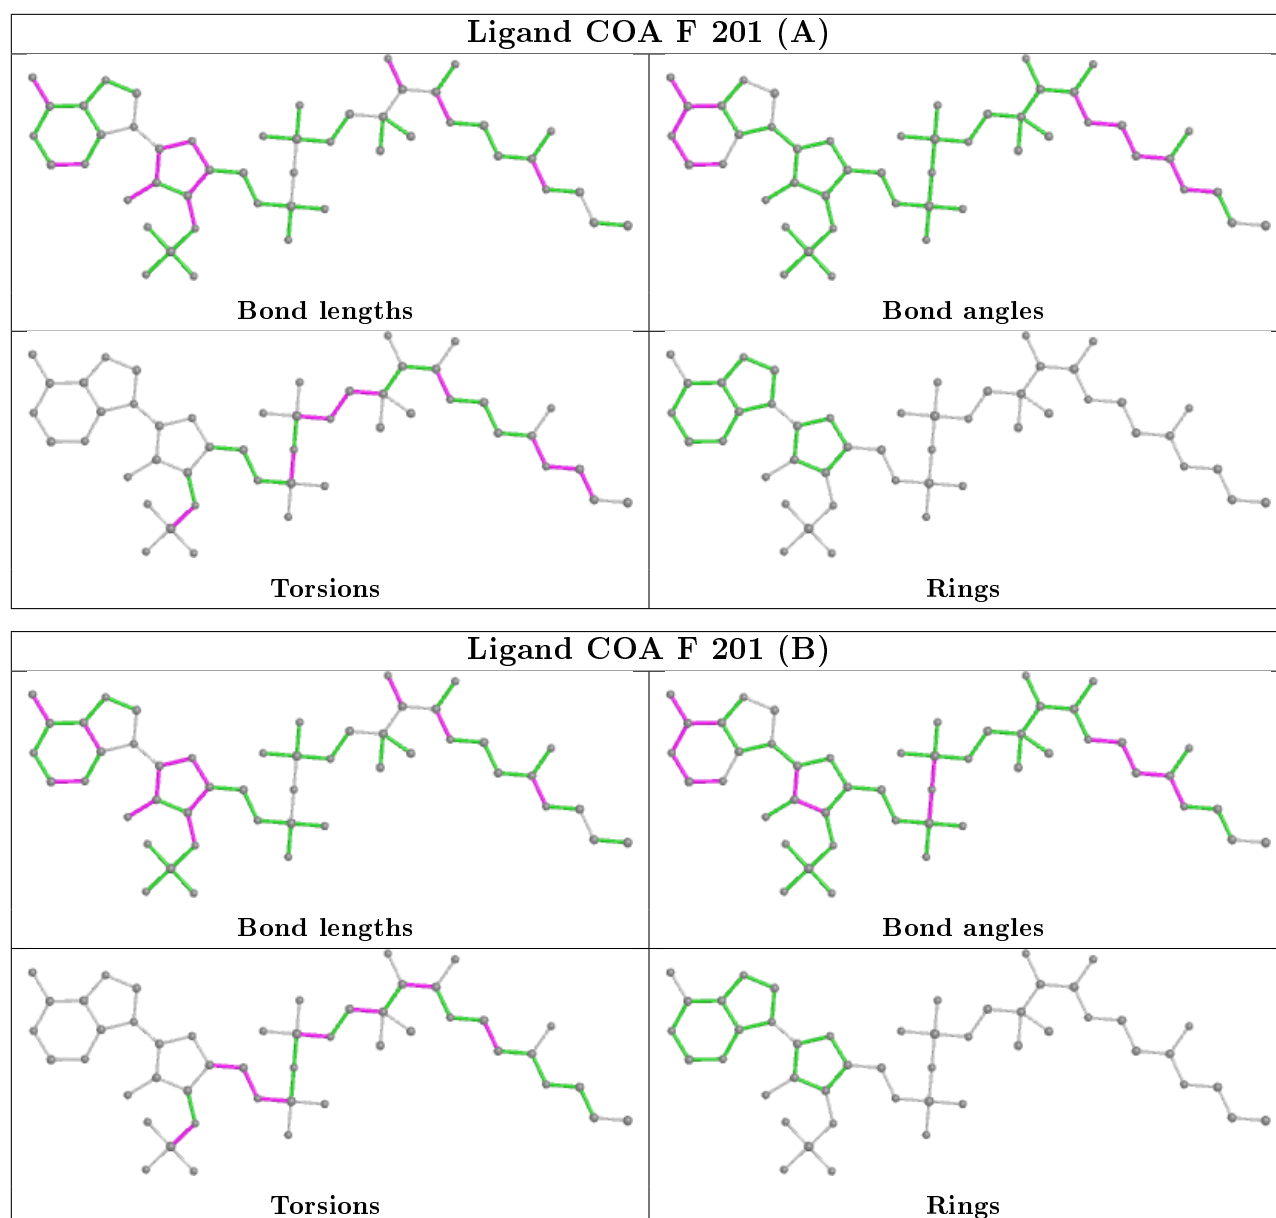 Ligand COA F 201 (A)
Bond lengths
Bond angles
Torsions
Rings
Ligand COA F 201 (B)
Bond lengths
Bond angles
Torsions
Rings